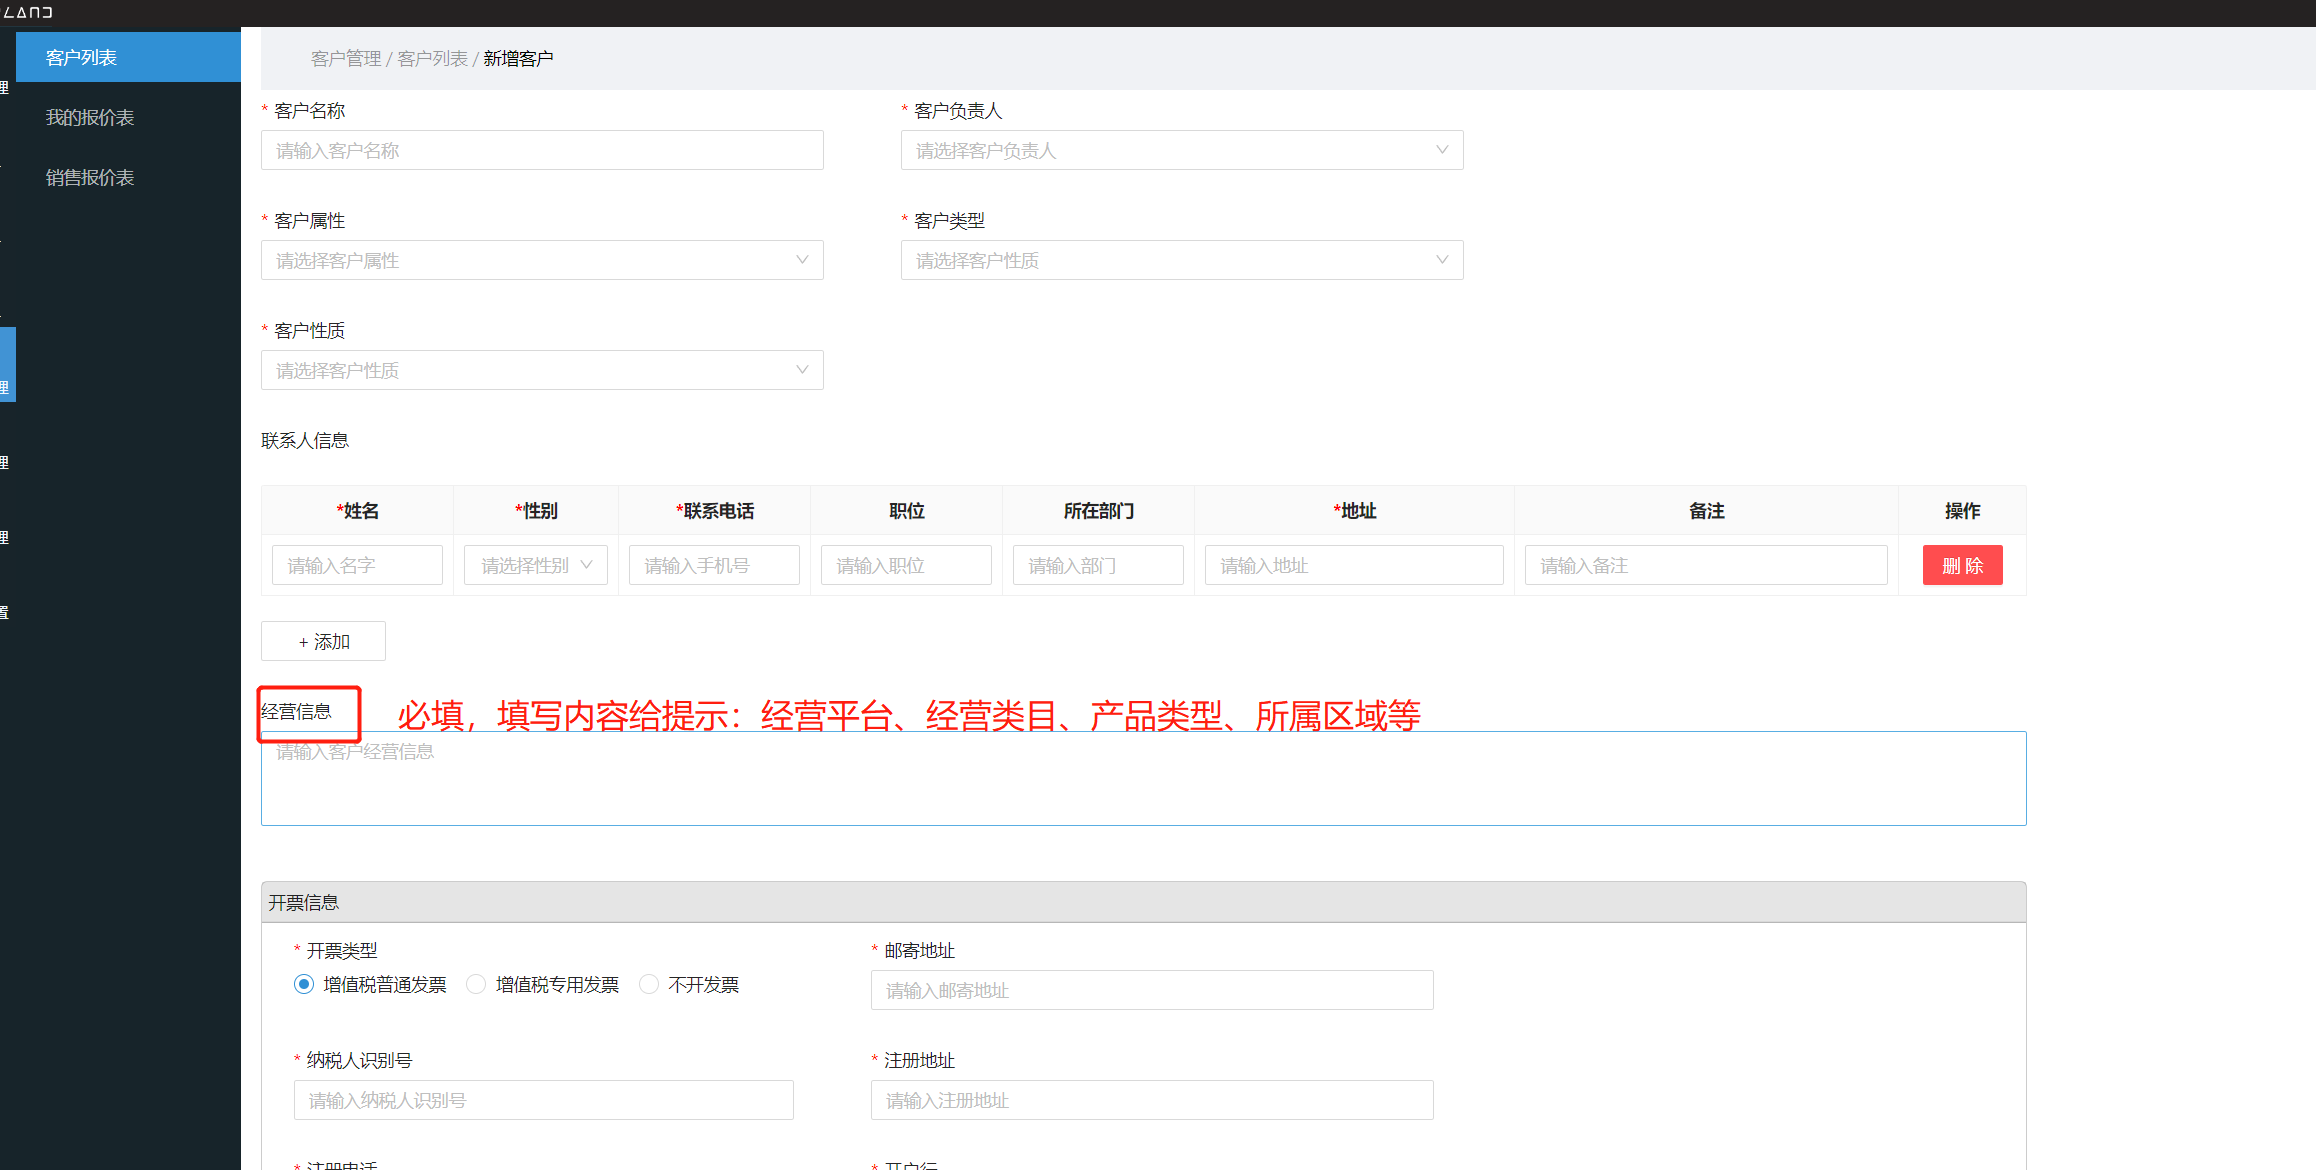 LAND
客户列表
我的报价表
销售报价表
理
理
理
理
置
客户管理 / 客户列表 / 新增客户
* 客户名称
请输入客户名称
* 客户负责人
请选择客户负责人
* 客户属性
请选择客户属性
* 客户类型
请选择客户性质
* 客户性质
请选择客户性质
联系人信息
*姓名 *性别 *联系电话 职位 所在部门 *地址 备注 操作
请输入名字 请选择性别 请输入手机号 请输入职位 请输入部门 请输入地址 请输入备注 删 除
+ 添加
经营信息
必填，填写内容给提示：经营平台、经营类目、产品类型、所属区域等
请输入客户经营信息
开票信息
* 开票类型
增值税普通发票 增值税专用发票 不开发票
* 邮寄地址
请输入邮寄地址
* 纳税人识别号
请输入纳税人识别号
* 注册地址
请输入注册地址
* 注册电话
* 开户行